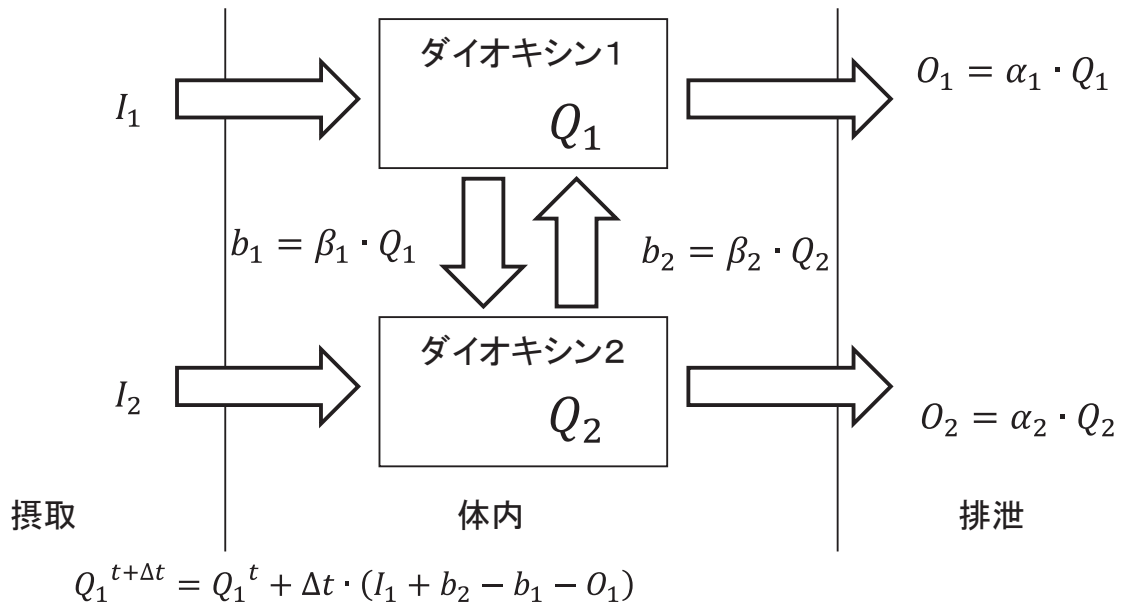 ダイオキシン1
Q₁
I₁
O₁ = α₁ · Q₁
b₁ = β₁ · Q₁
b₂ = β₂ · Q₂
ダイオキシン2
Q₂
I₂
O₂ = α₂ · Q₂
摂取
体内
排泄
Q₁ᵗ⁺Δᵗ = Q₁ᵗ + Δt · (I₁ + b₂ − b₁ − O₁)